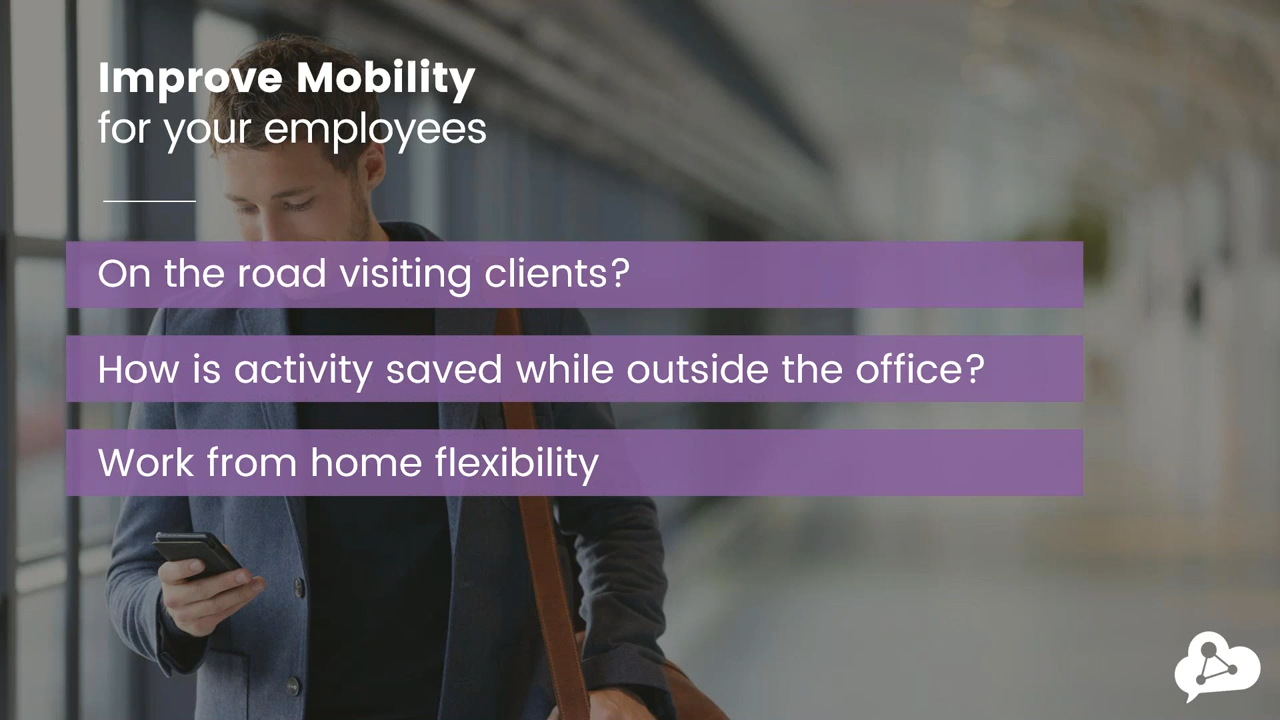 Improve Mobility
for your employees
On the road visiting clients?
How is activity saved while outside the office?
Work from home flexibility